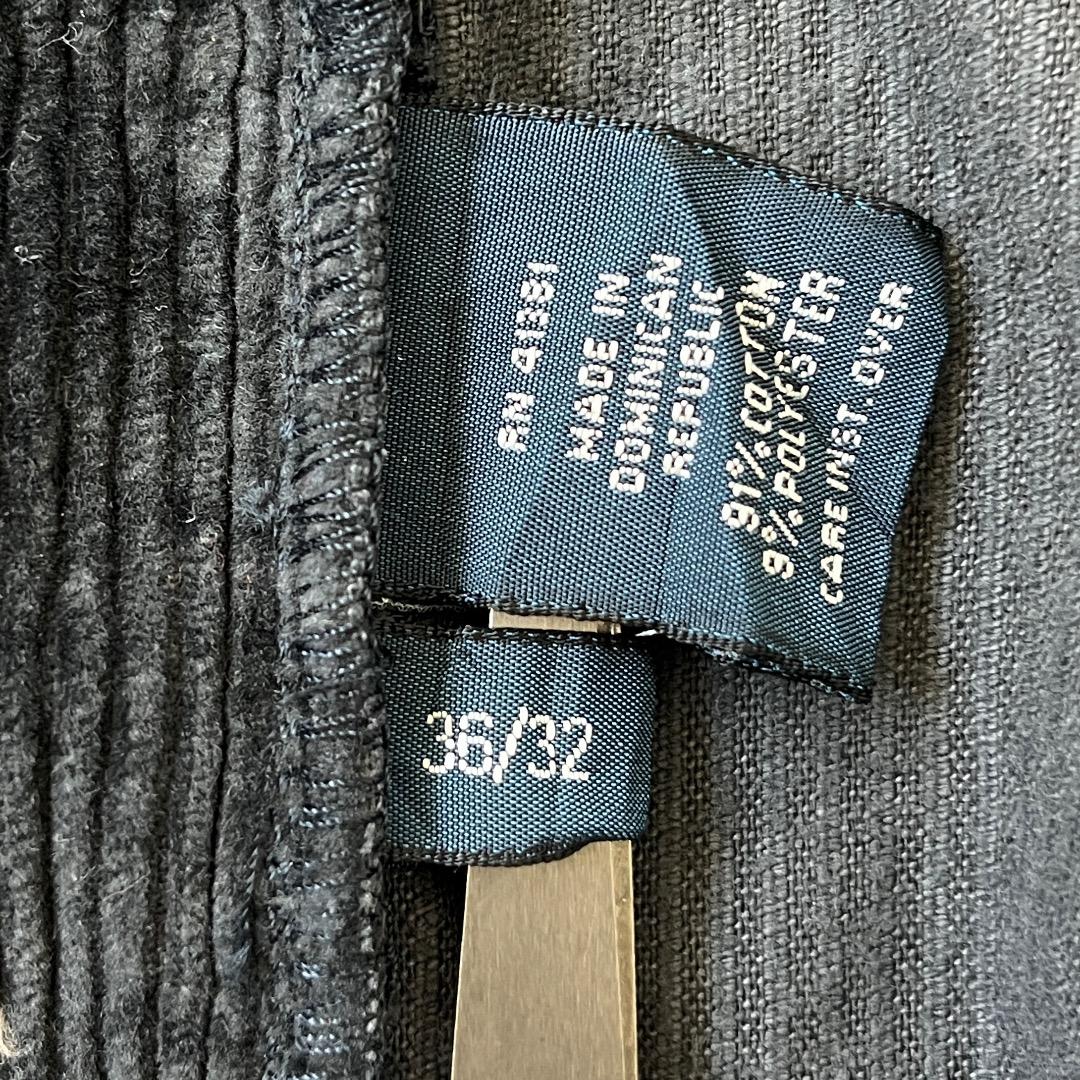 RN 41381
MADE IN
DOMINICAN
REPUBLIC
91% COTTON
9% POLYESTER
CARE INST. OVER
36/32